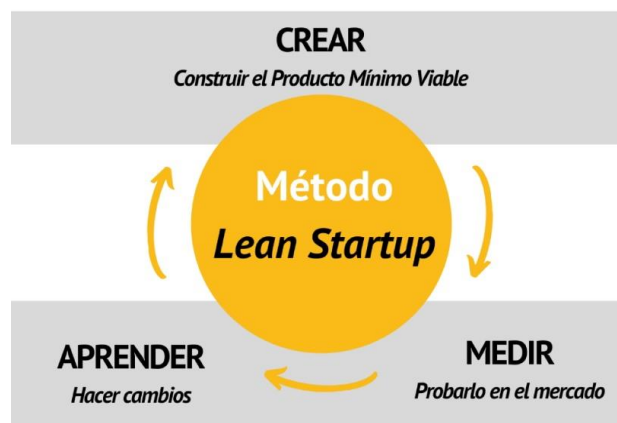 CREAR
Construir el Producto Mínimo Viable
Método
Lean Startup
APRENDER
Hacer cambios
MEDIR
Probarlo en el mercado